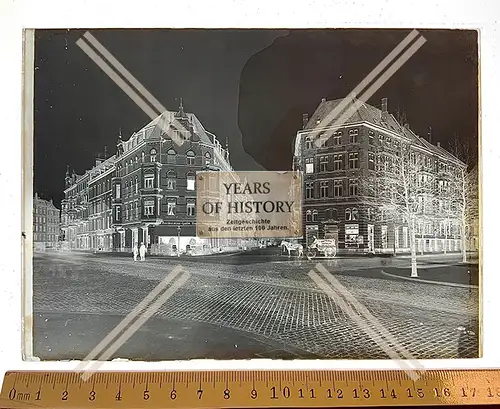 YEARS
OF HISTORY
Zeitgeschichte
aus den letzten 100 Jahren.
0mm 1 2 3 4 5 6 7 8 9 10 11 12 13 14 15 16 17 18